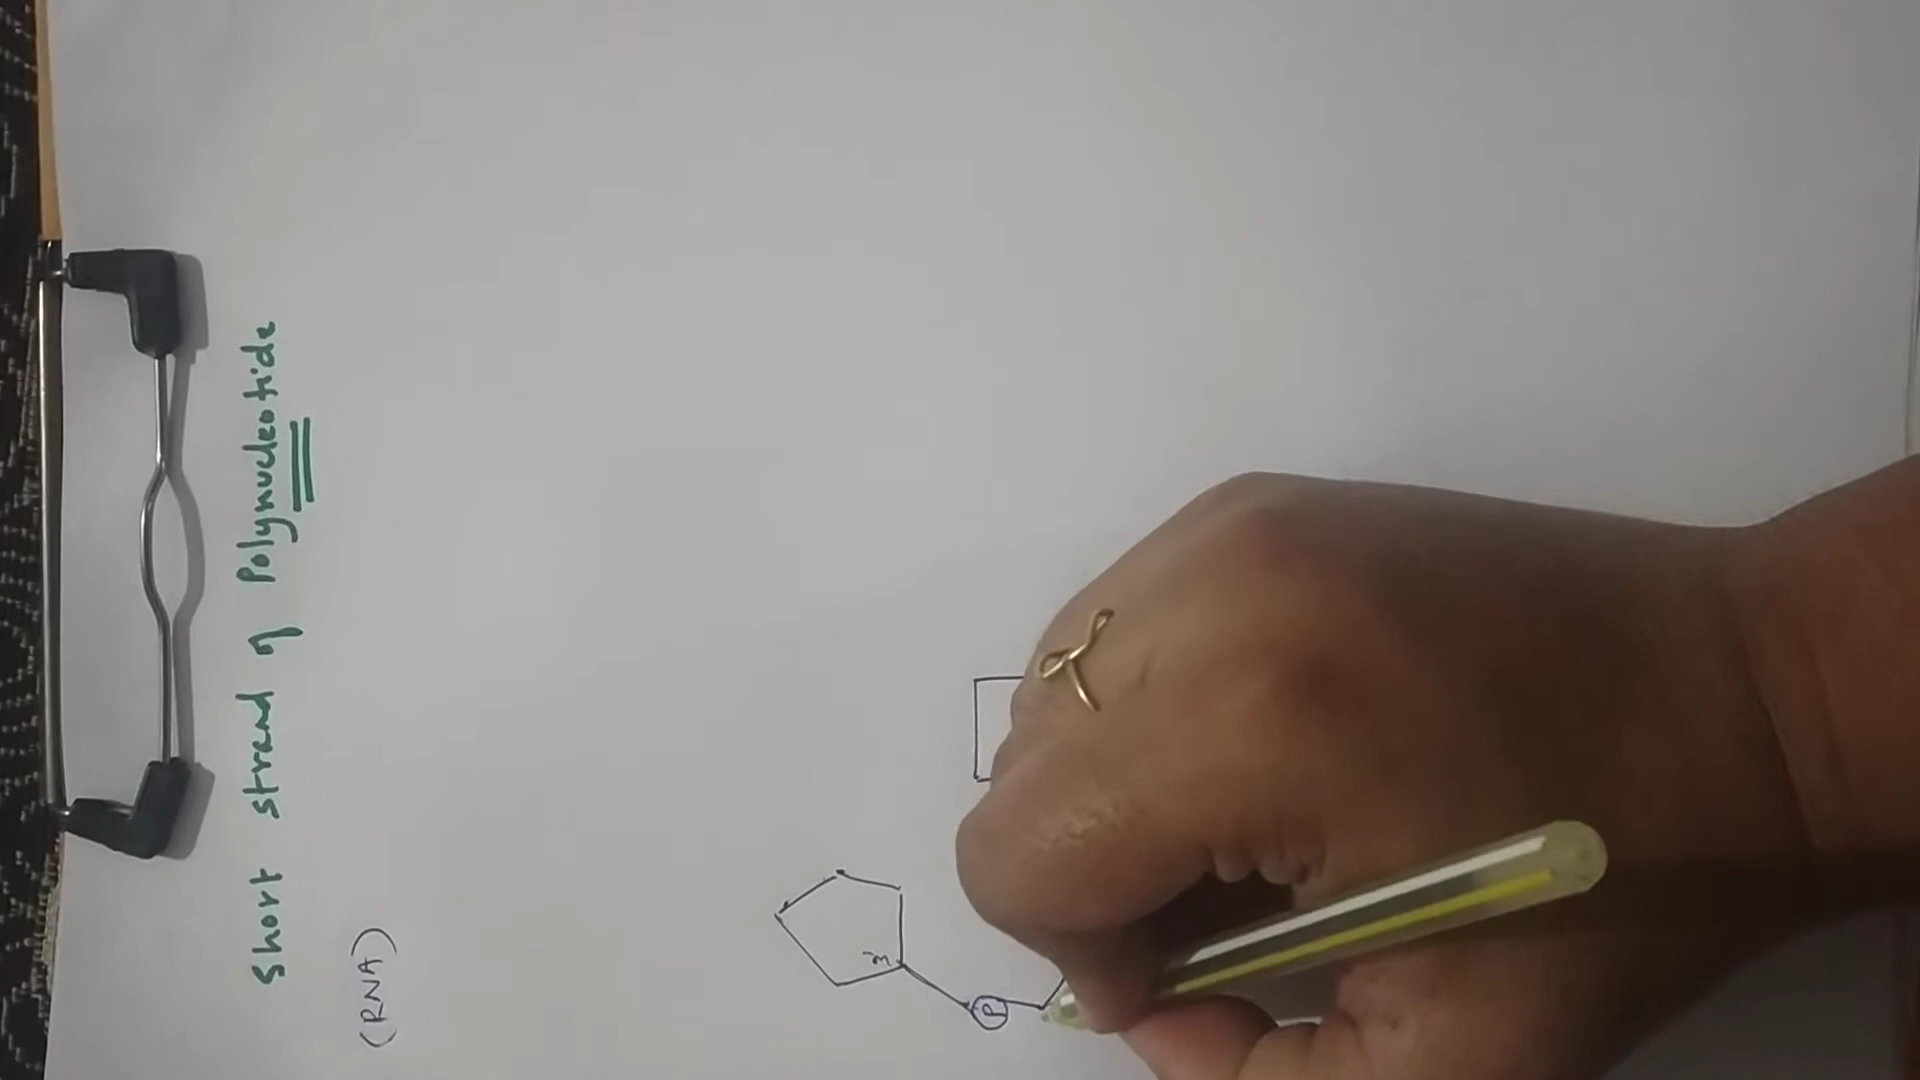 Short strand of Polynucleotide
(RNA)
3'
P